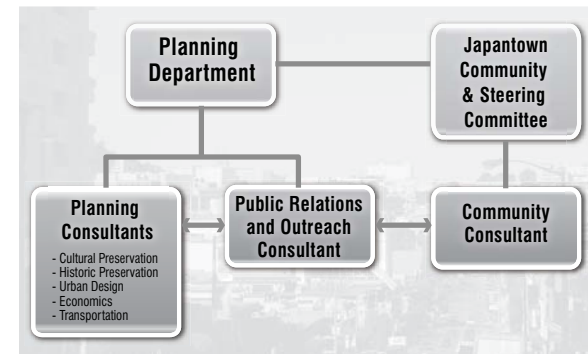 Planning
Department
Japantown
Community
& Steering
Committee
Planning
Consultants
- Cultural Preservation
- Historic Preservation
- Urban Design
- Economics
- Transportation
Public Relations
and Outreach
Consultant
Community
Consultant